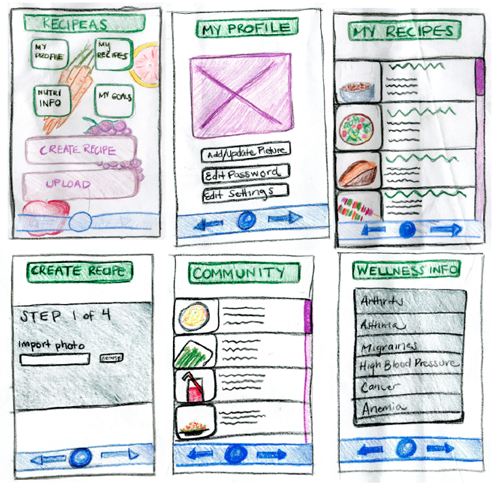 RECIPEAS
MY PROFILE
MY RECIPES
NUTRI INFO
MY GOALS
CREATE RECIPE
UPLOAD
MY PROFILE
Add/Update Picture
Edit Password
Edit Settings
MY RECIPES
CREATE RECIPE
STEP 1 of 4
import photo
COMMUNITY
WELLNESS INFO
Arthritis
Asthma
Migraines
High Blood Pressure
Cancer
Anemia